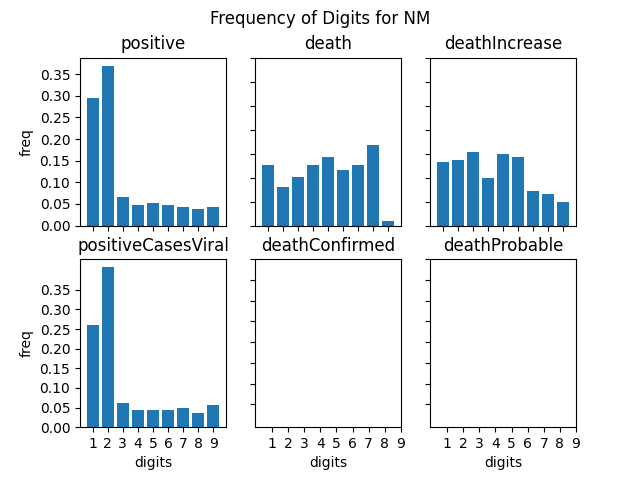 Frequency of Digits for NM
positive death deathIncrease
0.35
0.30
0.25
0.20
0.15
0.10
0.05
0.00
freq
positiveCasesViral deathConfirmed deathProbable
0.35
0.30
0.25
0.20
0.15
0.10
0.05
0.00
freq
1 2 3 4 5 6 7 8 9 1 2 3 4 5 6 7 8 9 1 2 3 4 5 6 7 8 9
digits digits digits